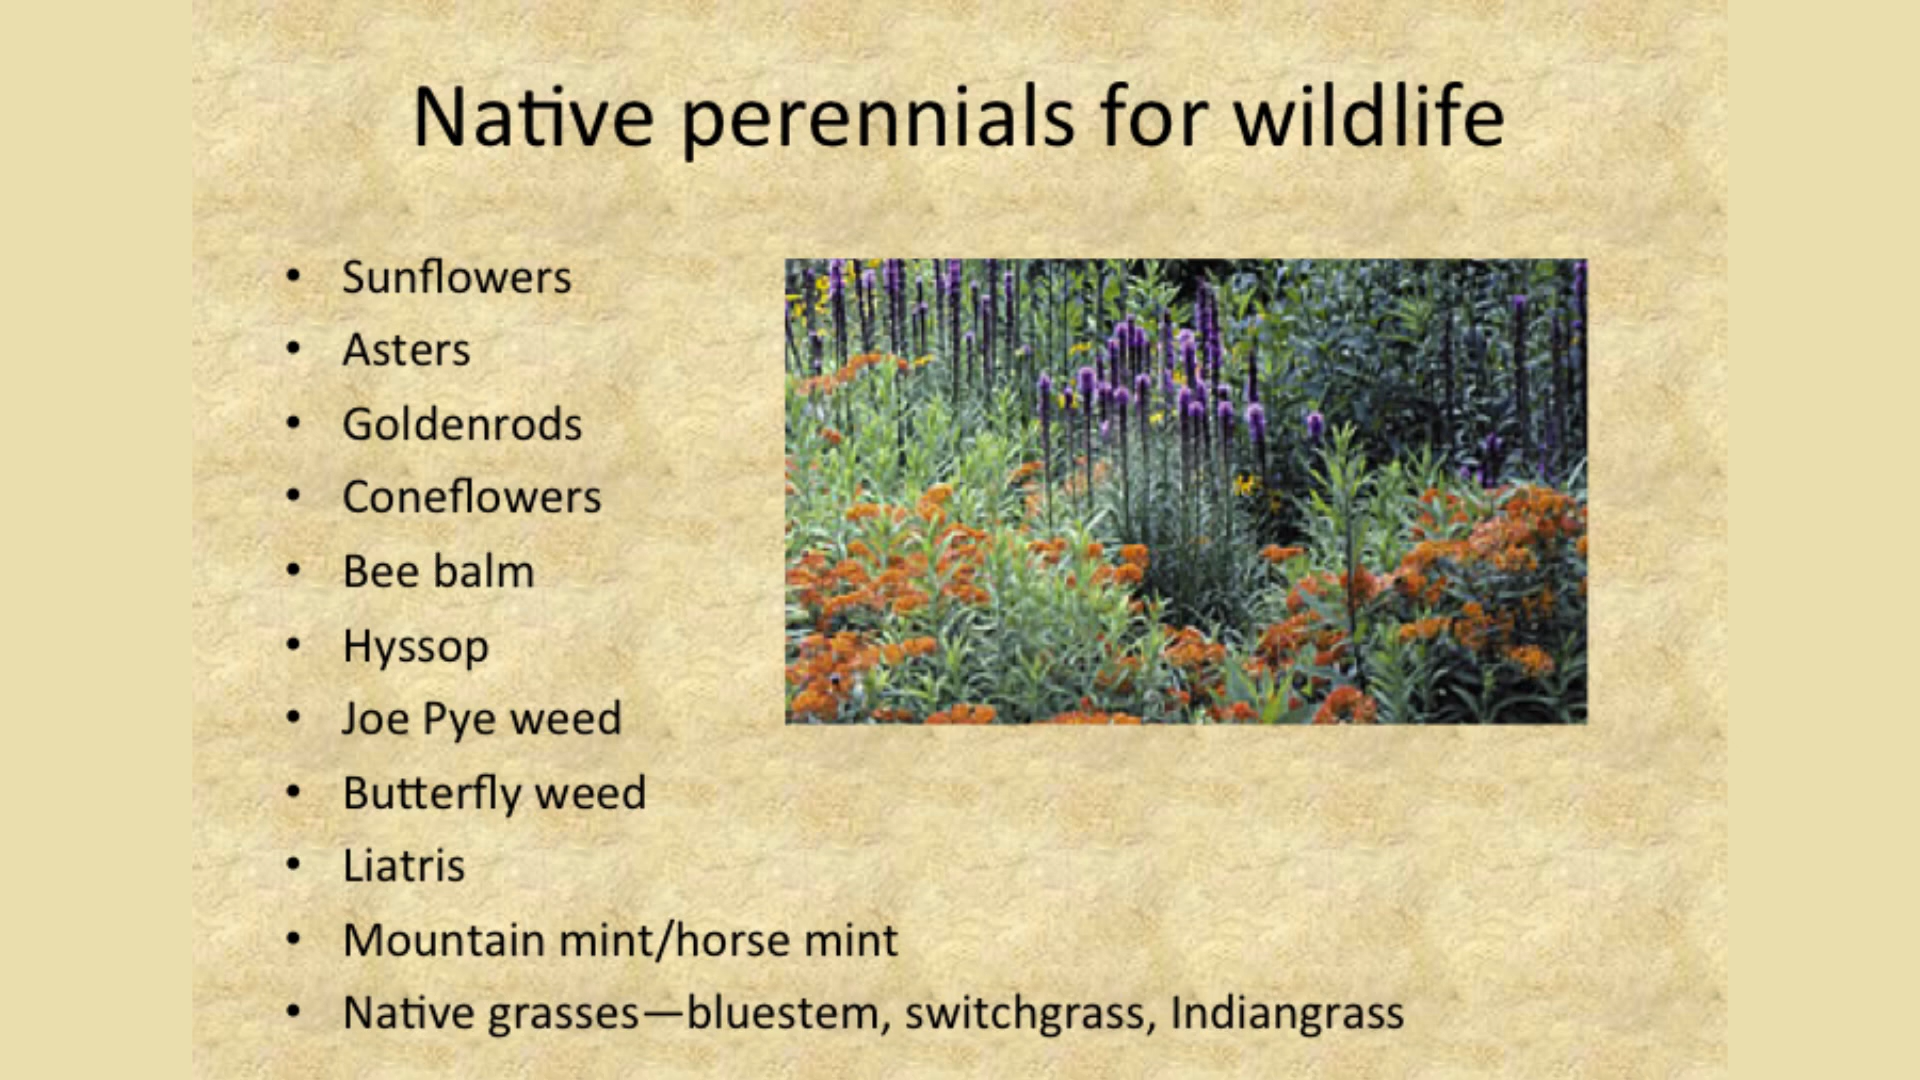 Native perennials for wildlife
• Sunflowers
• Asters
• Goldenrods
• Coneflowers
• Bee balm
• Hyssop
• Joe Pye weed
• Butterfly weed
• Liatris
• Mountain mint/horse mint
• Native grasses—bluestem, switchgrass, Indiangrass